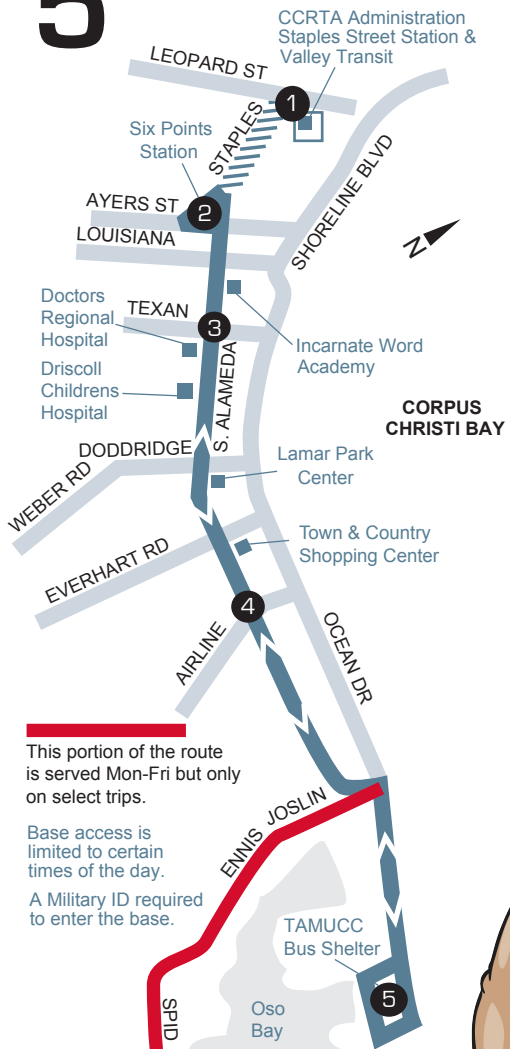 5
CCRTA Administration
Staples Street Station &
Valley Transit
LEOPARD ST
1
STAPLES
Six Points
Station
SHORELINE BLVD
AYERS ST
2
N
LOUISIANA
Doctors
Regional
Hospital
TEXAN
3
Incarnate Word
Academy
Driscoll
Childrens
Hospital
S. ALAMEDA
CORPUS
CHRISTI BAY
DODDRIDGE
Lamar Park
Center
WEBER RD
Town & Country
Shopping Center
EVERHART RD
4
AIRLINE
OCEAN DR
This portion of the route
is served Mon-Fri but only
on select trips.
ENNIS JOSLIN
Base access is
limited to certain
times of the day.
A Military ID required
to enter the base.
TAMUCC
Bus Shelter
5
SPID
Oso
Bay